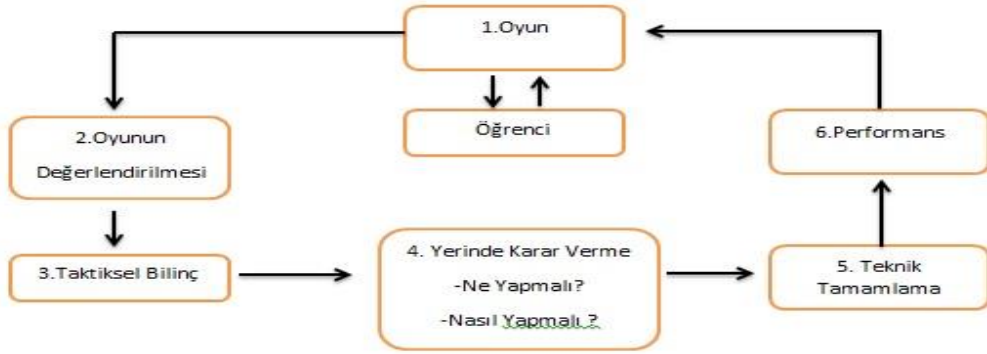 1.Oyun
Öğrenci
2.Oyunun
Değerlendirilmesi
3.Taktiksel Bilinç
4. Yerinde Karar Verme
-Ne Yapmalı?
-Nasıl Yapmalı ?
5. Teknik
Tamamlama
6.Performans